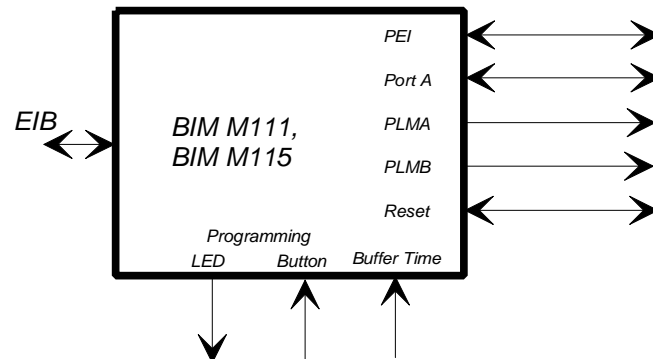 PEI
Port A
EIB
BIM M111,
BIM M115
PLMA
PLMB
Reset
Programming
LED Button Buffer Time